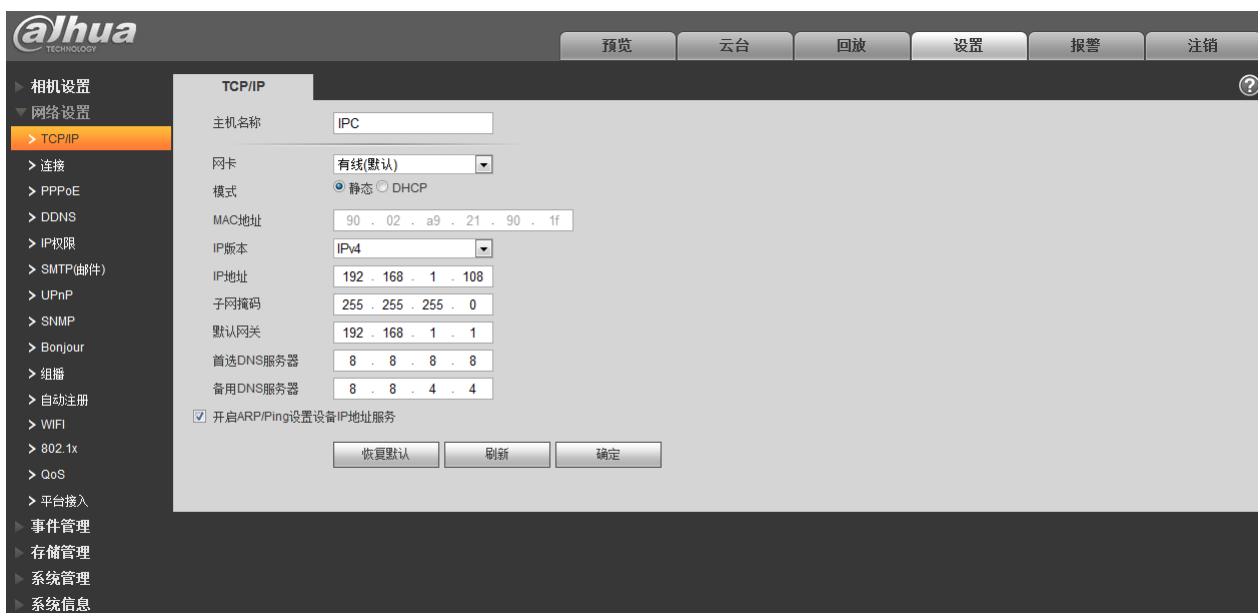 alhua
TECHNOLOGY
预览 云台 回放 设置 报警 注销
相机设置
网络设置
> TCP/IP
> 连接
> PPPoE
> DDNS
> IP权限
> SMTP(邮件)
> UPnP
> SNMP
> Bonjour
> 组播
> 自动注册
> WIFI
> 802.1x
> QoS
> 平台接入
事件管理
存储管理
系统管理
系统信息
TCP/IP
?
主机名称 IPC
网卡 有线(默认)
模式 静态 DHCP
MAC地址 90 . 02 . a9 . 21 . 90 . 1f
IP版本 IPv4
IP地址 192 . 168 . 1 . 108
子网掩码 255 . 255 . 255 . 0
默认网关 192 . 168 . 1 . 1
首选DNS服务器 8 . 8 . 8 . 8
备用DNS服务器 8 . 8 . 4 . 4
开启ARP/Ping设置设备IP地址服务
恢复默认 刷新 确定